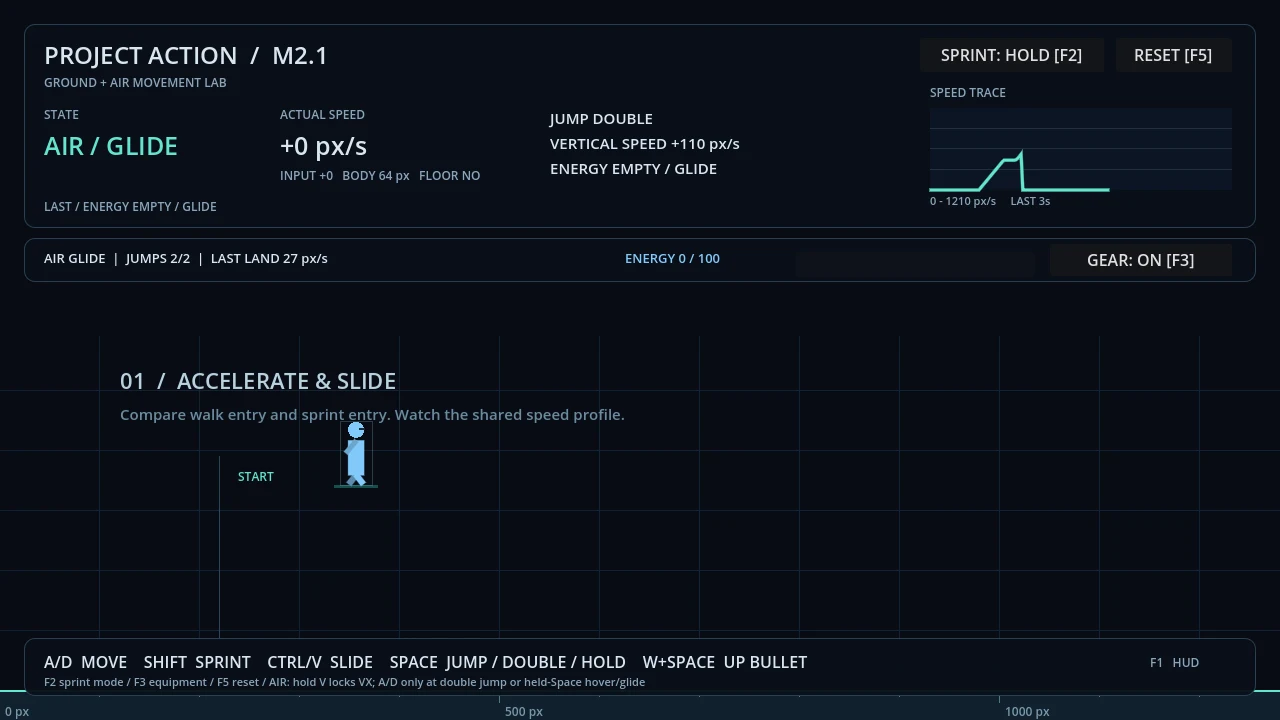 PROJECT ACTION / M2.1
GROUND + AIR MOVEMENT LAB
SPRINT: HOLD [F2]
RESET [F5]
STATE
AIR / GLIDE
ACTUAL SPEED
+0 px/s
INPUT +0 BODY 64 px FLOOR NO
JUMP DOUBLE
VERTICAL SPEED +110 px/s
ENERGY EMPTY / GLIDE
SPEED TRACE
0 - 1210 px/s LAST 3s
LAST / ENERGY EMPTY / GLIDE
AIR GLIDE | JUMPS 2/2 | LAST LAND 27 px/s
ENERGY 0 / 100
GEAR: ON [F3]
01 / ACCELERATE & SLIDE
Compare walk entry and sprint entry. Watch the shared speed profile.
START
A/D MOVE SHIFT SPRINT CTRL/V SLIDE SPACE JUMP / DOUBLE / HOLD W+SPACE UP BULLET
F1 HUD
F2 sprint mode / F3 equipment / F5 reset / AIR: hold V locks VX; A/D only at double jump or held-Space hover/glide
0 px
500 px
1000 px